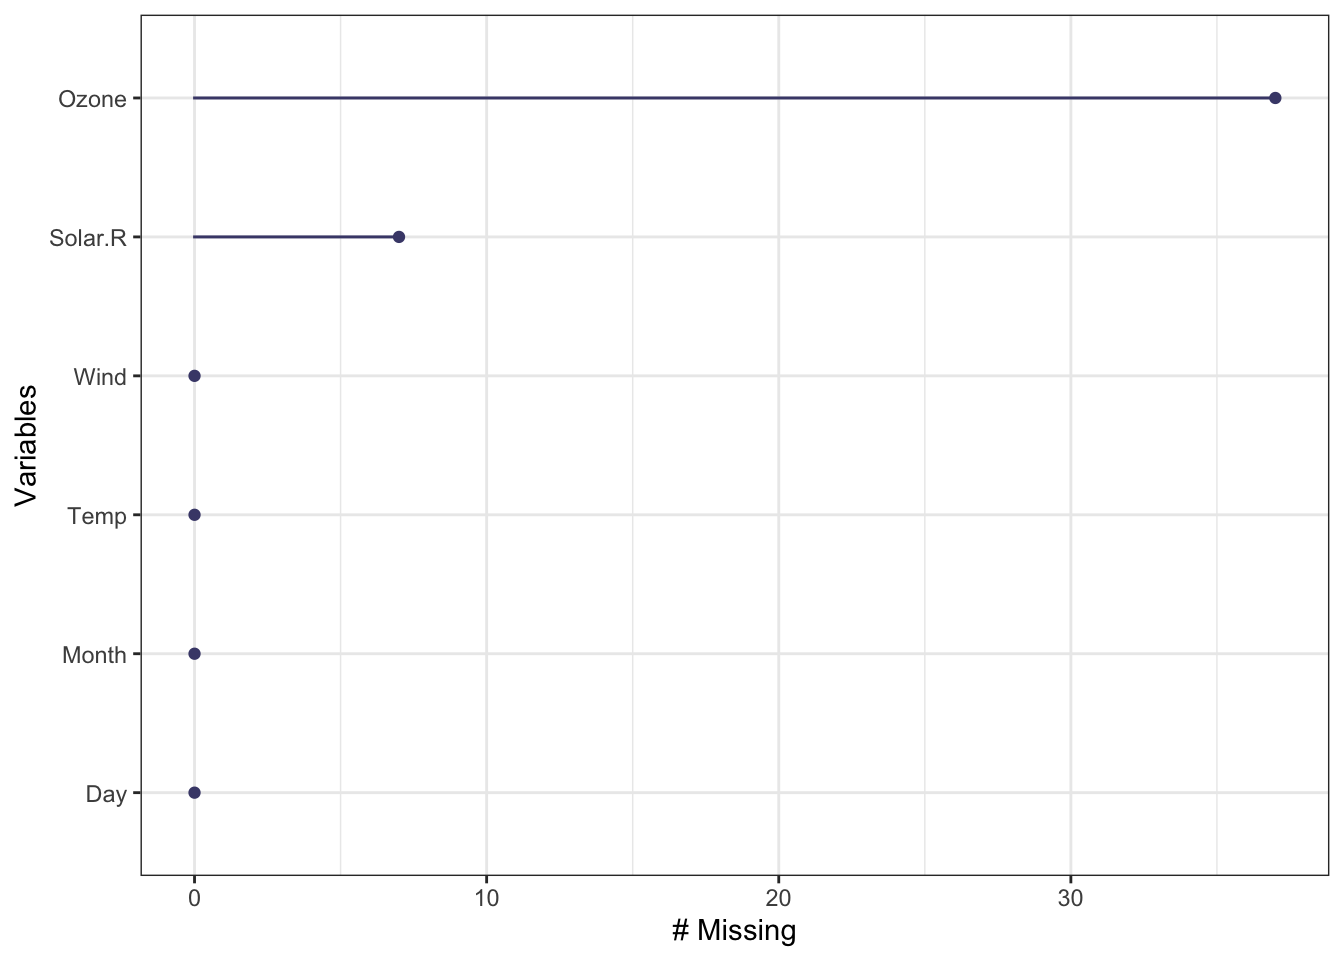 Variables
Ozone
Solar.R
Wind
Temp
Month
Day
0 10 20 30
# Missing